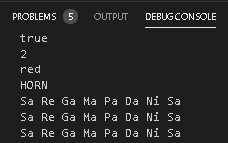 PROBLEMS 5 OUTPUT DEBUG CONSOLE
true
2
red
HORN
Sa Re Ga Ma Pa Da Ni Sa
Sa Re Ga Ma Pa Da Ni Sa
Sa Re Ga Ma Pa Da Ni Sa